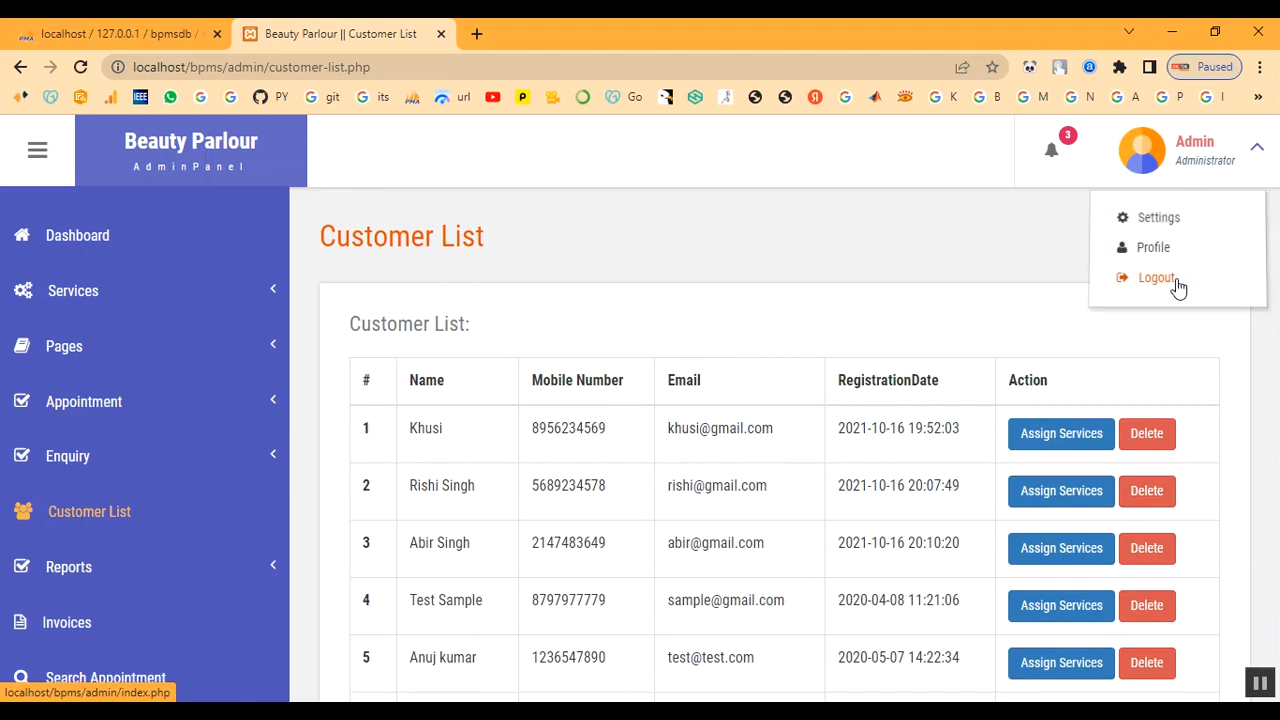 localhost / 127.0.0.1 / bpmsdb /
Beauty Parlour || Customer List
localhost/bpms/admin/customer-list.php
Paused
IEEE
PY
git
its
url
Go
K
B
M
N
A
P
I
Beauty Parlour
AdminPanel
3
Admin
Administrator
Settings
Profile
Logout
Dashboard
Services
Pages
Appointment
Enquiry
Customer List
Reports
Invoices
Search Appointment
localhost/bpms/admin/index.php
Customer List
Customer List:
# Name Mobile Number Email RegistrationDate Action
1 Khusi 8956234569 khusi@gmail.com 2021-10-16 19:52:03 Assign Services Delete
2 Rishi Singh 5689234578 rishi@gmail.com 2021-10-16 20:07:49 Assign Services Delete
3 Abir Singh 2147483649 abir@gmail.com 2021-10-16 20:10:20 Assign Services Delete
4 Test Sample 8797977779 sample@gmail.com 2020-04-08 11:21:06 Assign Services Delete
5 Anuj kumar 1236547890 test@test.com 2020-05-07 14:22:34 Assign Services Delete